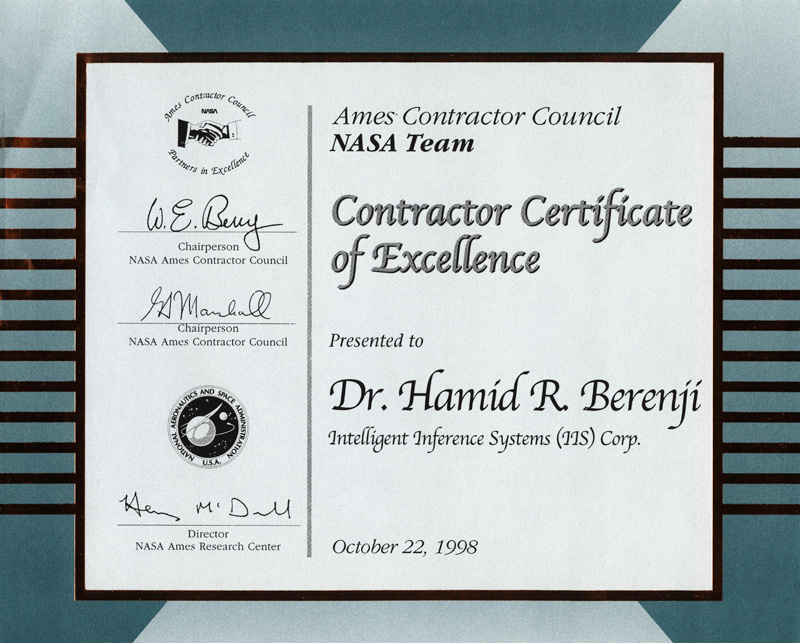 Ames Contractor Council
NASA
Partners in Excellence
W. E. Berry
Chairperson
NASA Ames Contractor Council
Marshall
Chairperson
NASA Ames Contractor Council
NATIONAL AERONAUTICS AND SPACE ADMINISTRATION
U.S.A.
Director
NASA Ames Research Center
Ames Contractor Council
NASA Team
Contractor Certificate
of Excellence
Presented to
Dr. Hamid R. Berenji
Intelligent Inference Systems (IIS) Corp.
October 22, 1998